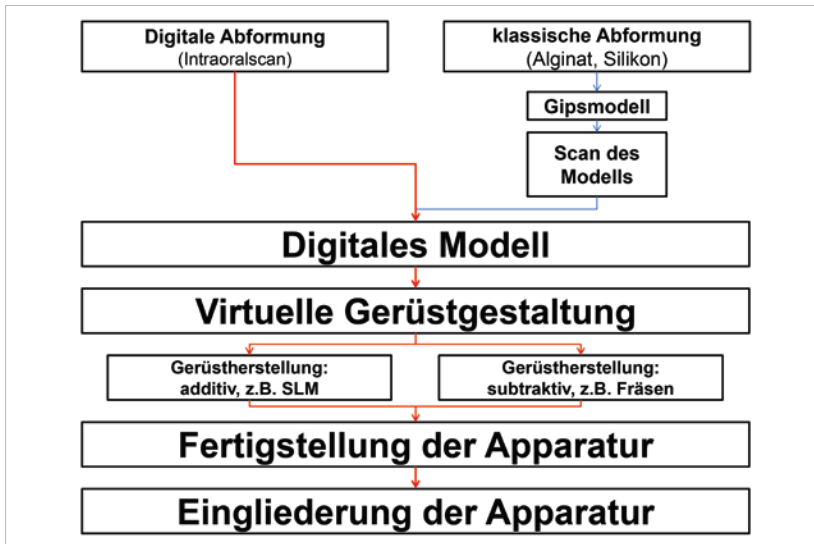 Digitale Abformung
(Intraoralscan)
klassische Abformung
(Alginat, Silikon)
Gipsmodell
Scan des
Modells
Digitales Modell
Virtuelle Gerüstgestaltung
Gerüstherstellung:
additiv, z.B. SLM
Gerüstherstellung:
subtraktiv, z.B. Fräsen
Fertigstellung der Apparatur
Eingliederung der Apparatur